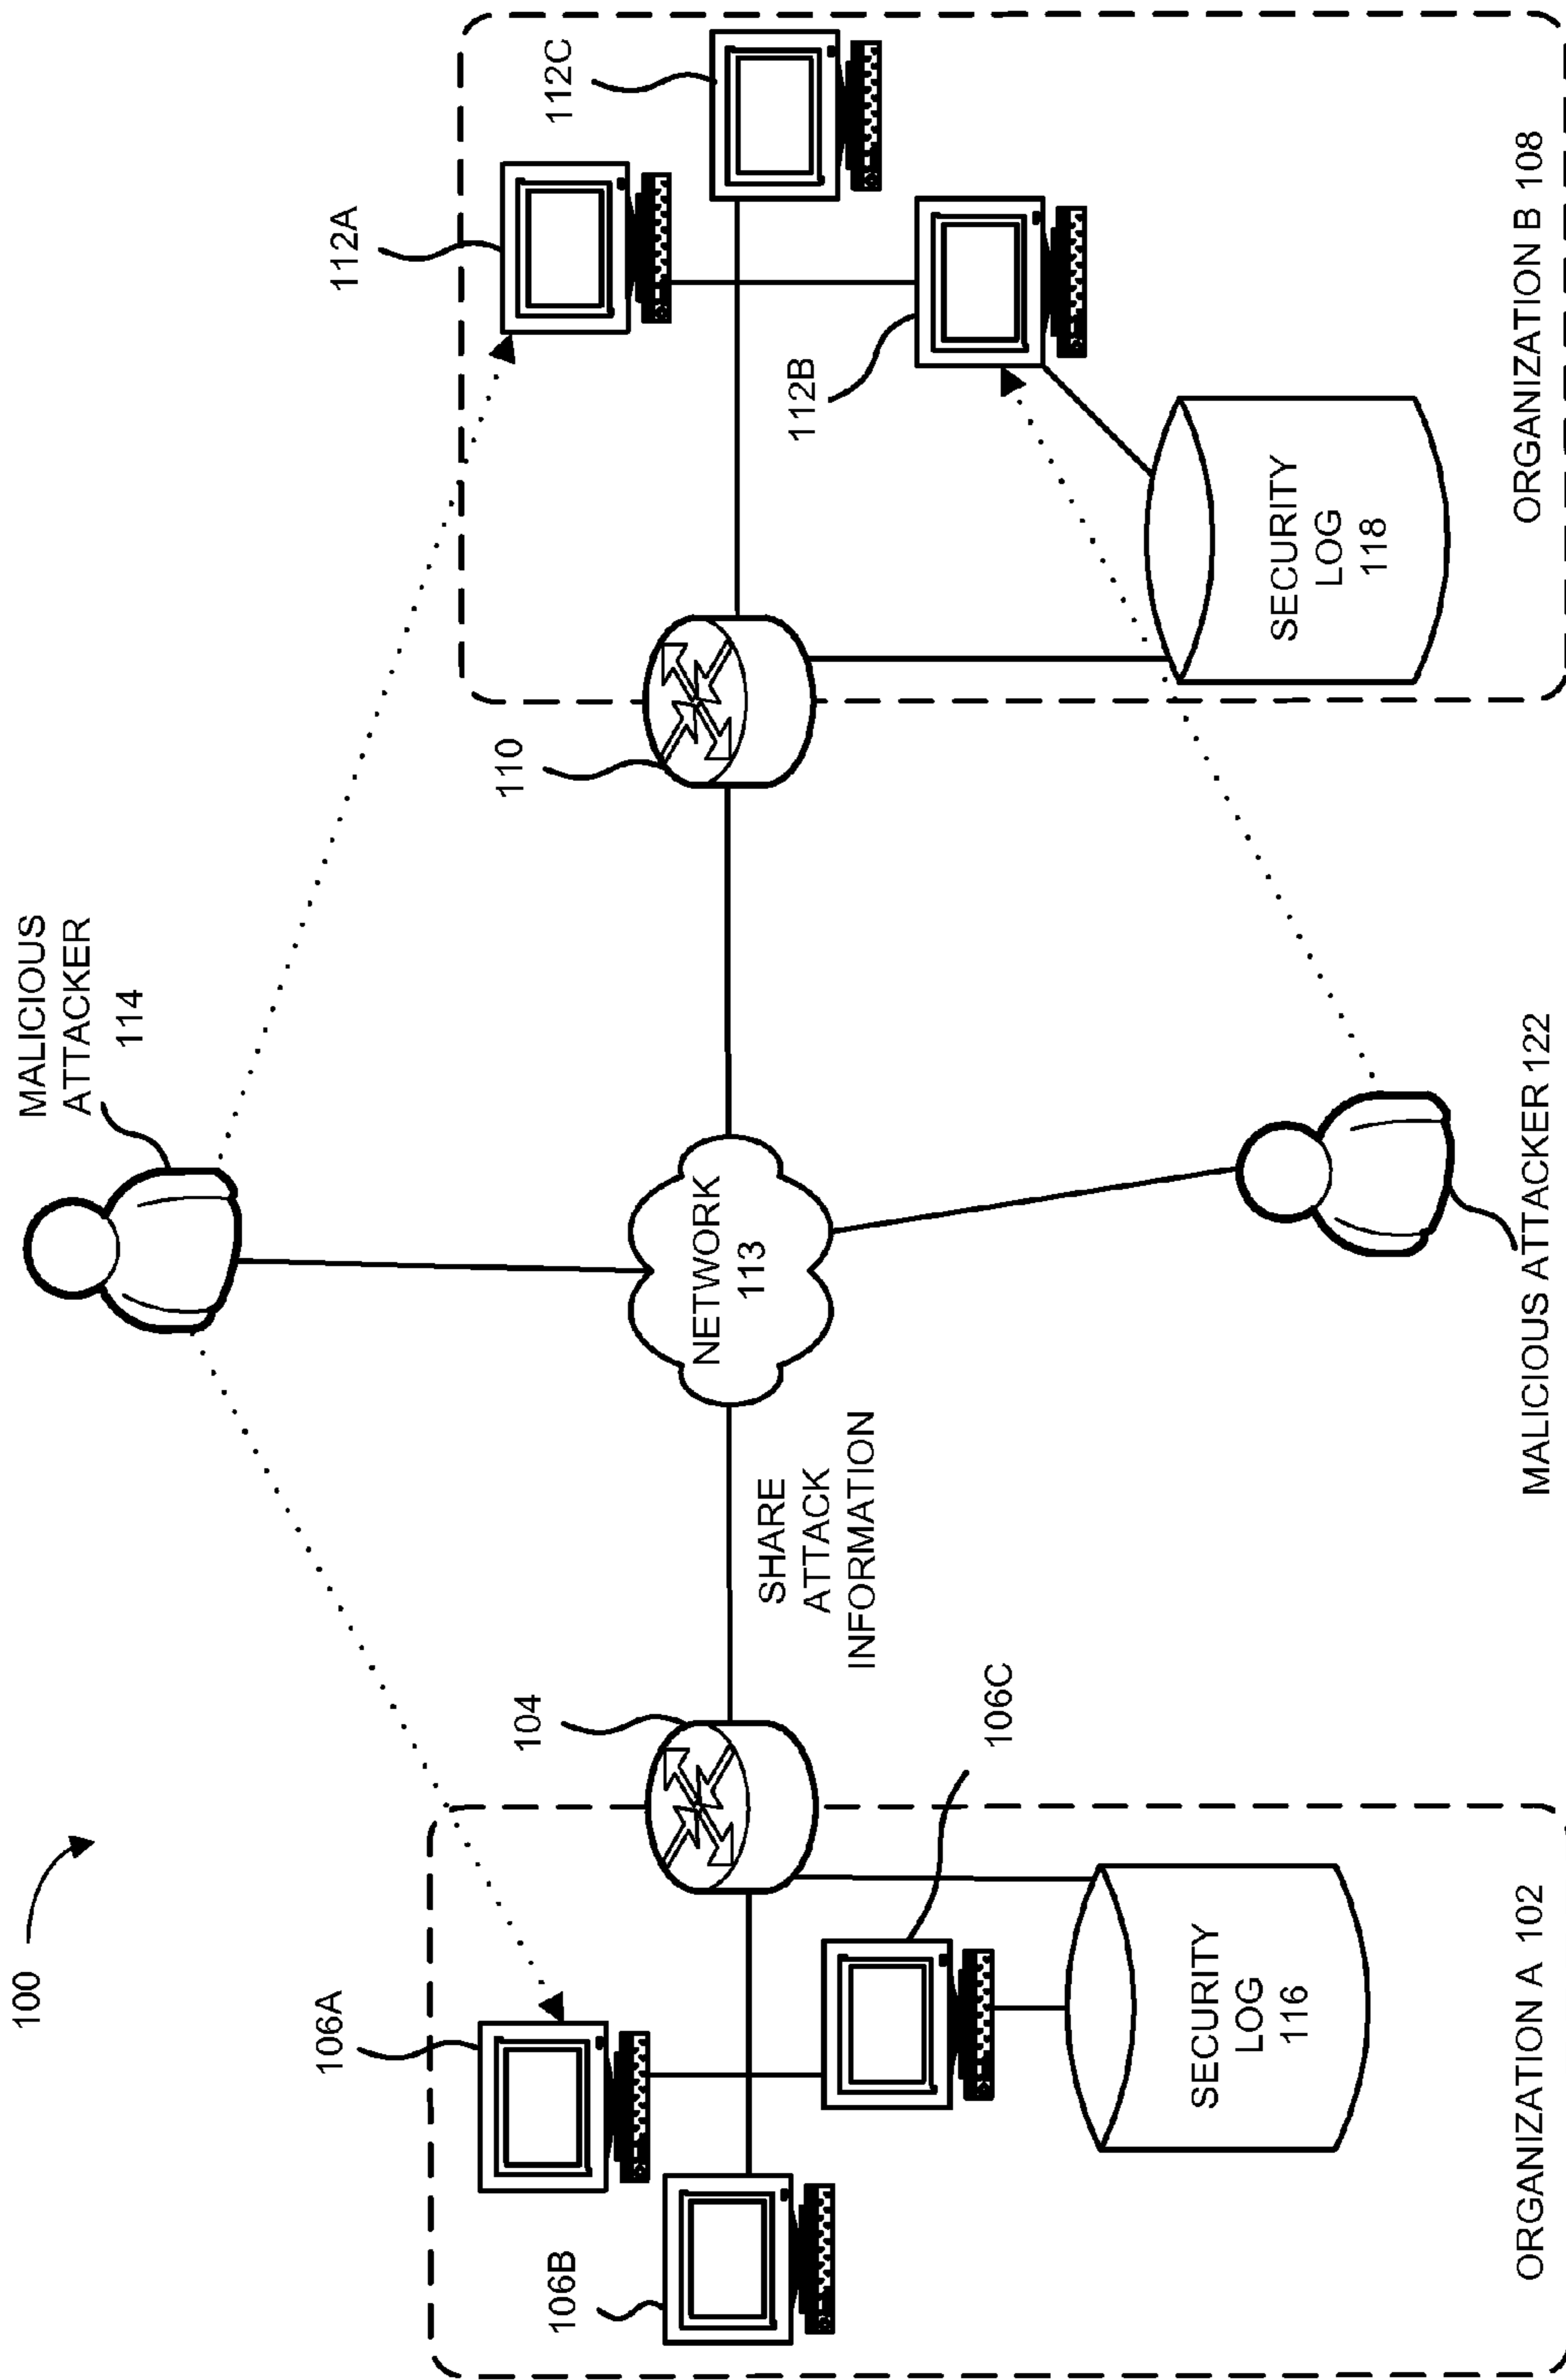 100
MALICIOUS
ATTACKER
114
106A
104
110
112A
112C
106B
NETWORK
113
SHARE
ATTACK
INFORMATION
106C
112B
SECURITY
LOG
116
SECURITY
LOG
118
ORGANIZATION A 102
MALICIOUS ATTACKER 122
ORGANIZATION B 108